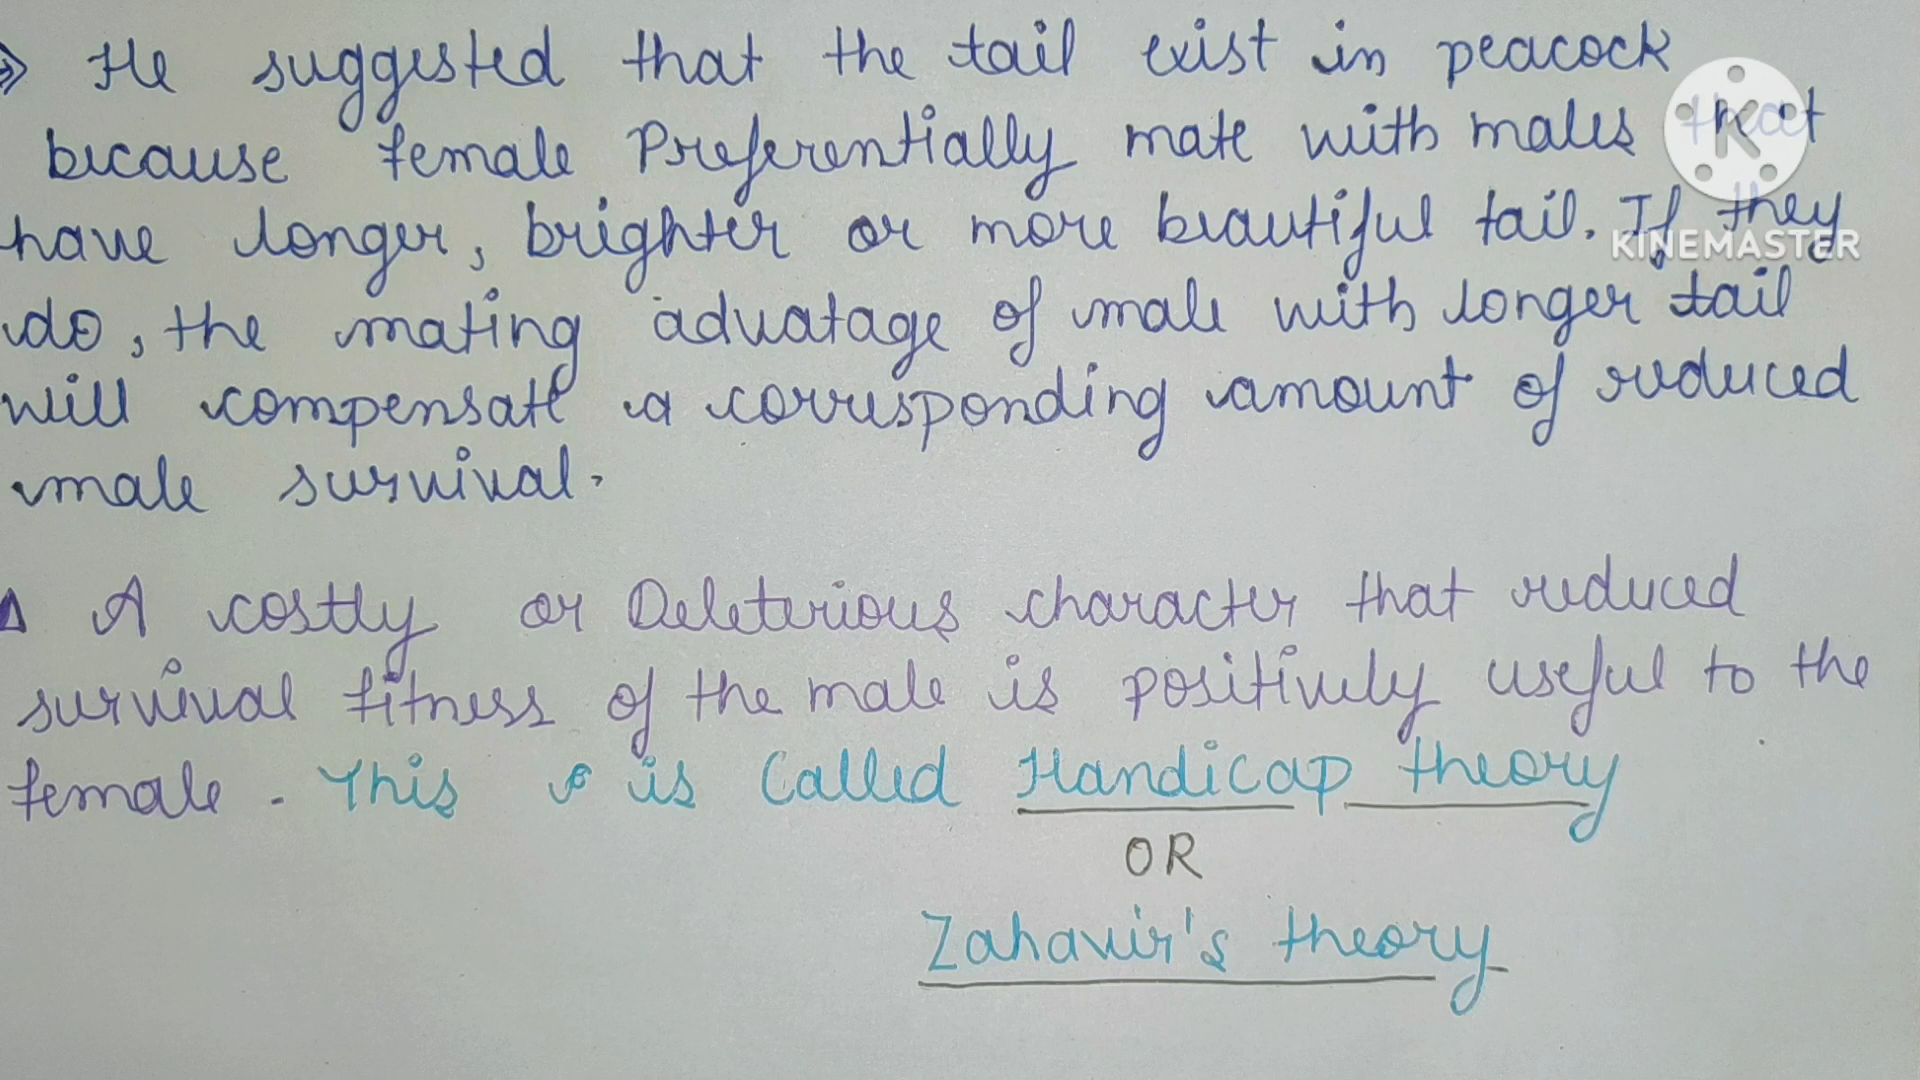 ⇒ He suggested that the tail exist in peacock
because female Preferentially mate with males that
have longer, brighter or more beautiful tail. If they
do, the mating advatage of male with longer tail
will compensate a corresponding amount of reduced
male survival.
Δ A costly or Deleterious character that reduced
survival fitness of the male is positively useful to the
female. This is Called Handicap theory
OR
Zahavir's theory
K
KINEMASTER